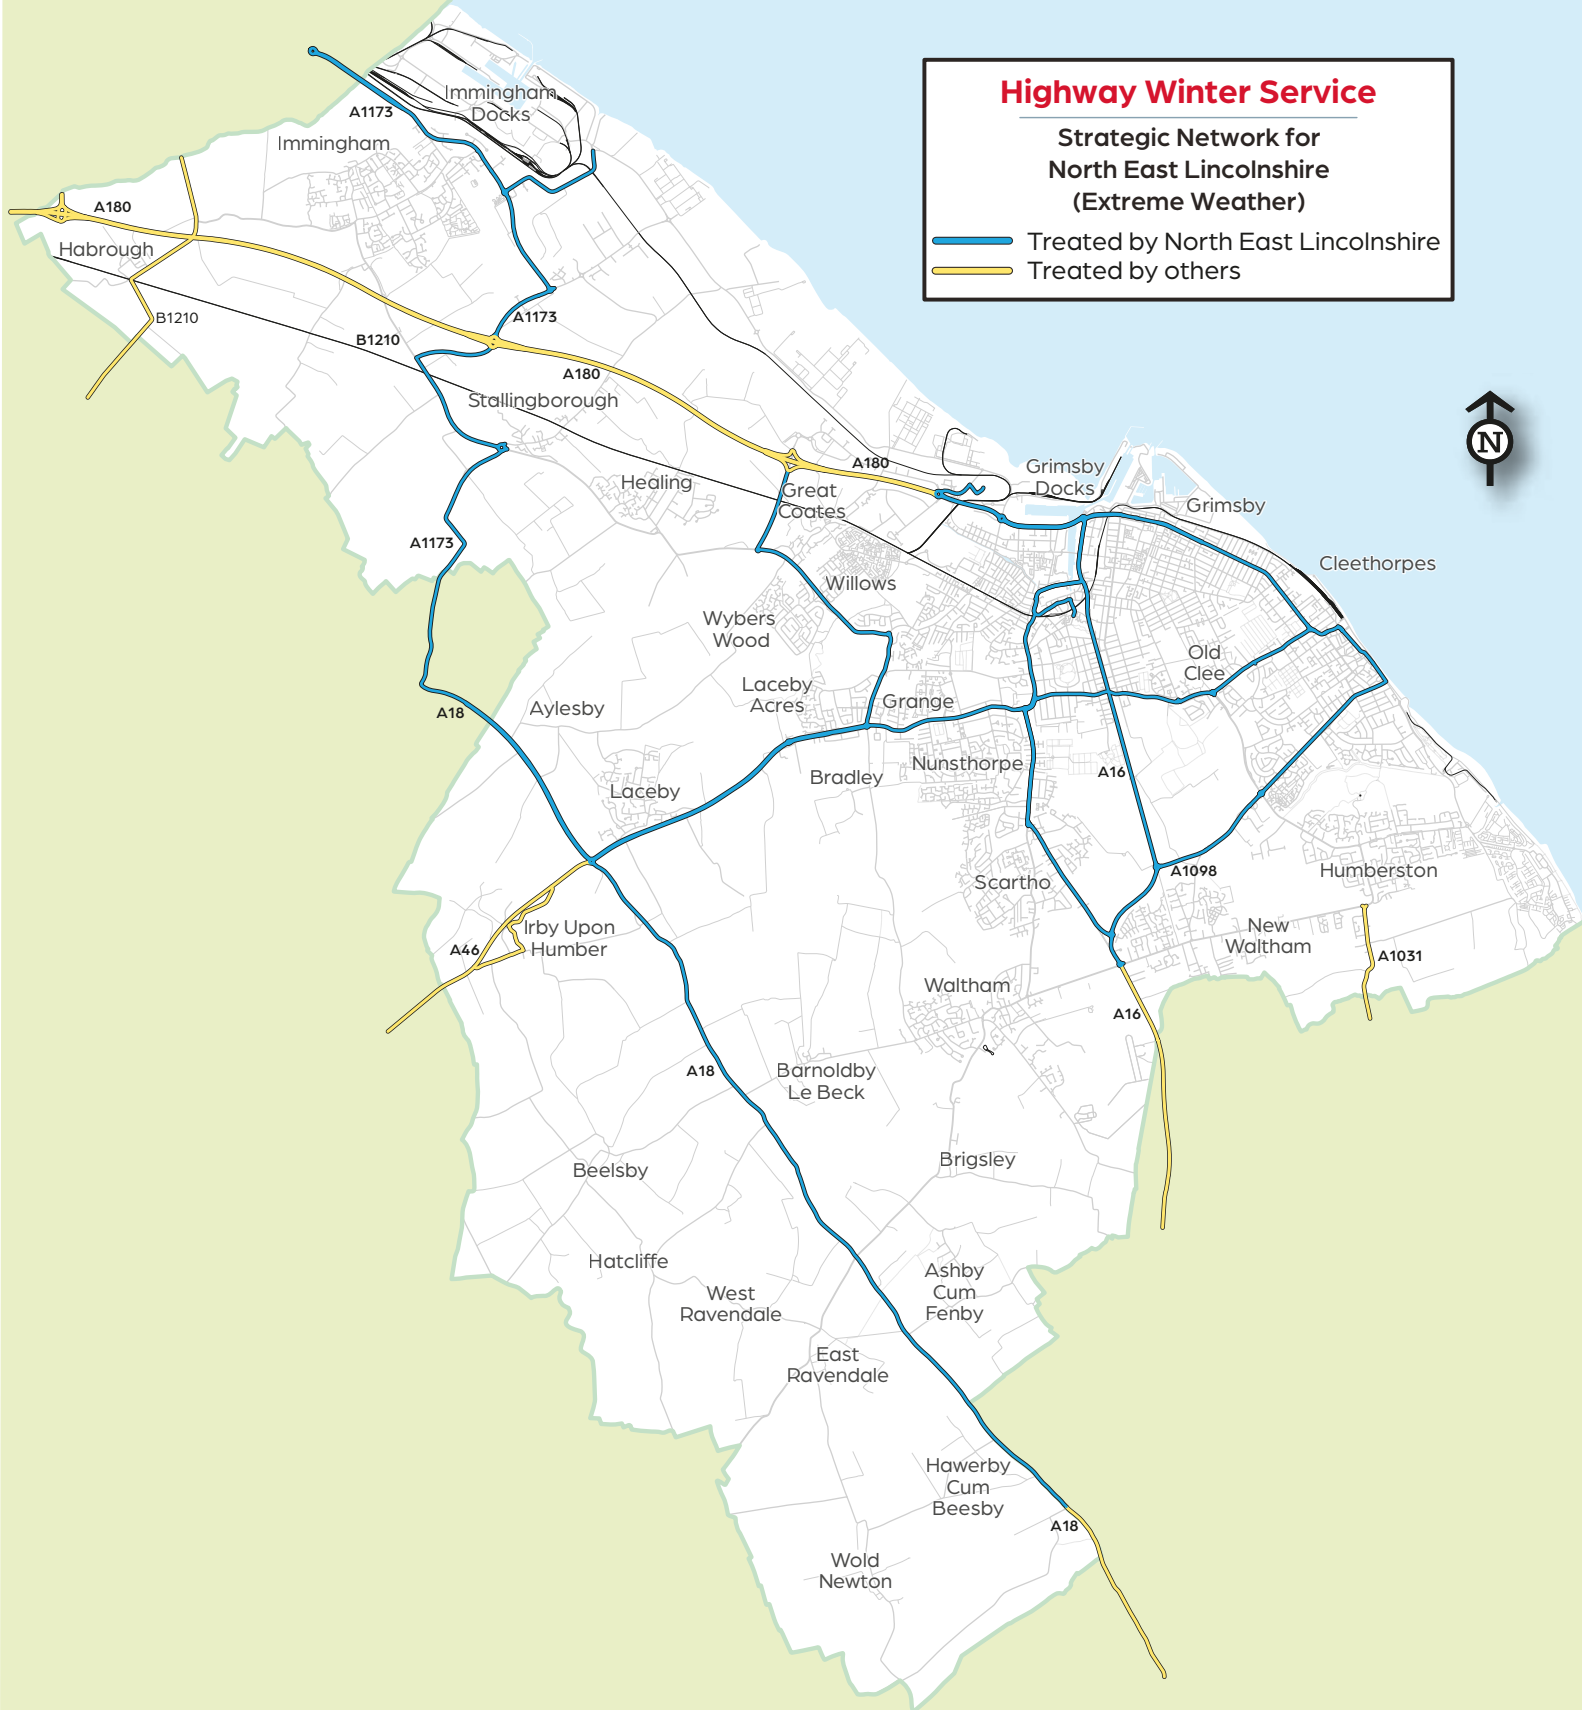 Highway Winter Service
Strategic Network for
North East Lincolnshire
(Extreme Weather)
Treated by North East Lincolnshire
Treated by others
Immingham
Docks
A1173
Immingham
A180
Habrough
B1210
A1173
B1210
A180
Stallingborough
N
A180
Grimsby
Docks
Healing
Great
Coates
Grimsby
A1173
Cleethorpes
Willows
Wybers
Wood
Old
Clee
Laceby
Acres
Grange
Aylesby
A18
Nunsthorpe
A16
Bradley
Laceby
Scartho
A1098
Humberston
Irby Upon
Humber
A46
New
Waltham
A1031
Waltham
A16
A18
Barnoldby
Le Beck
Brigsley
Beelsby
Hatcliffe
Ashby
Cum
Fenby
West
Ravendale
East
Ravendale
Hawerby
Cum
Beesby
A18
Wold
Newton